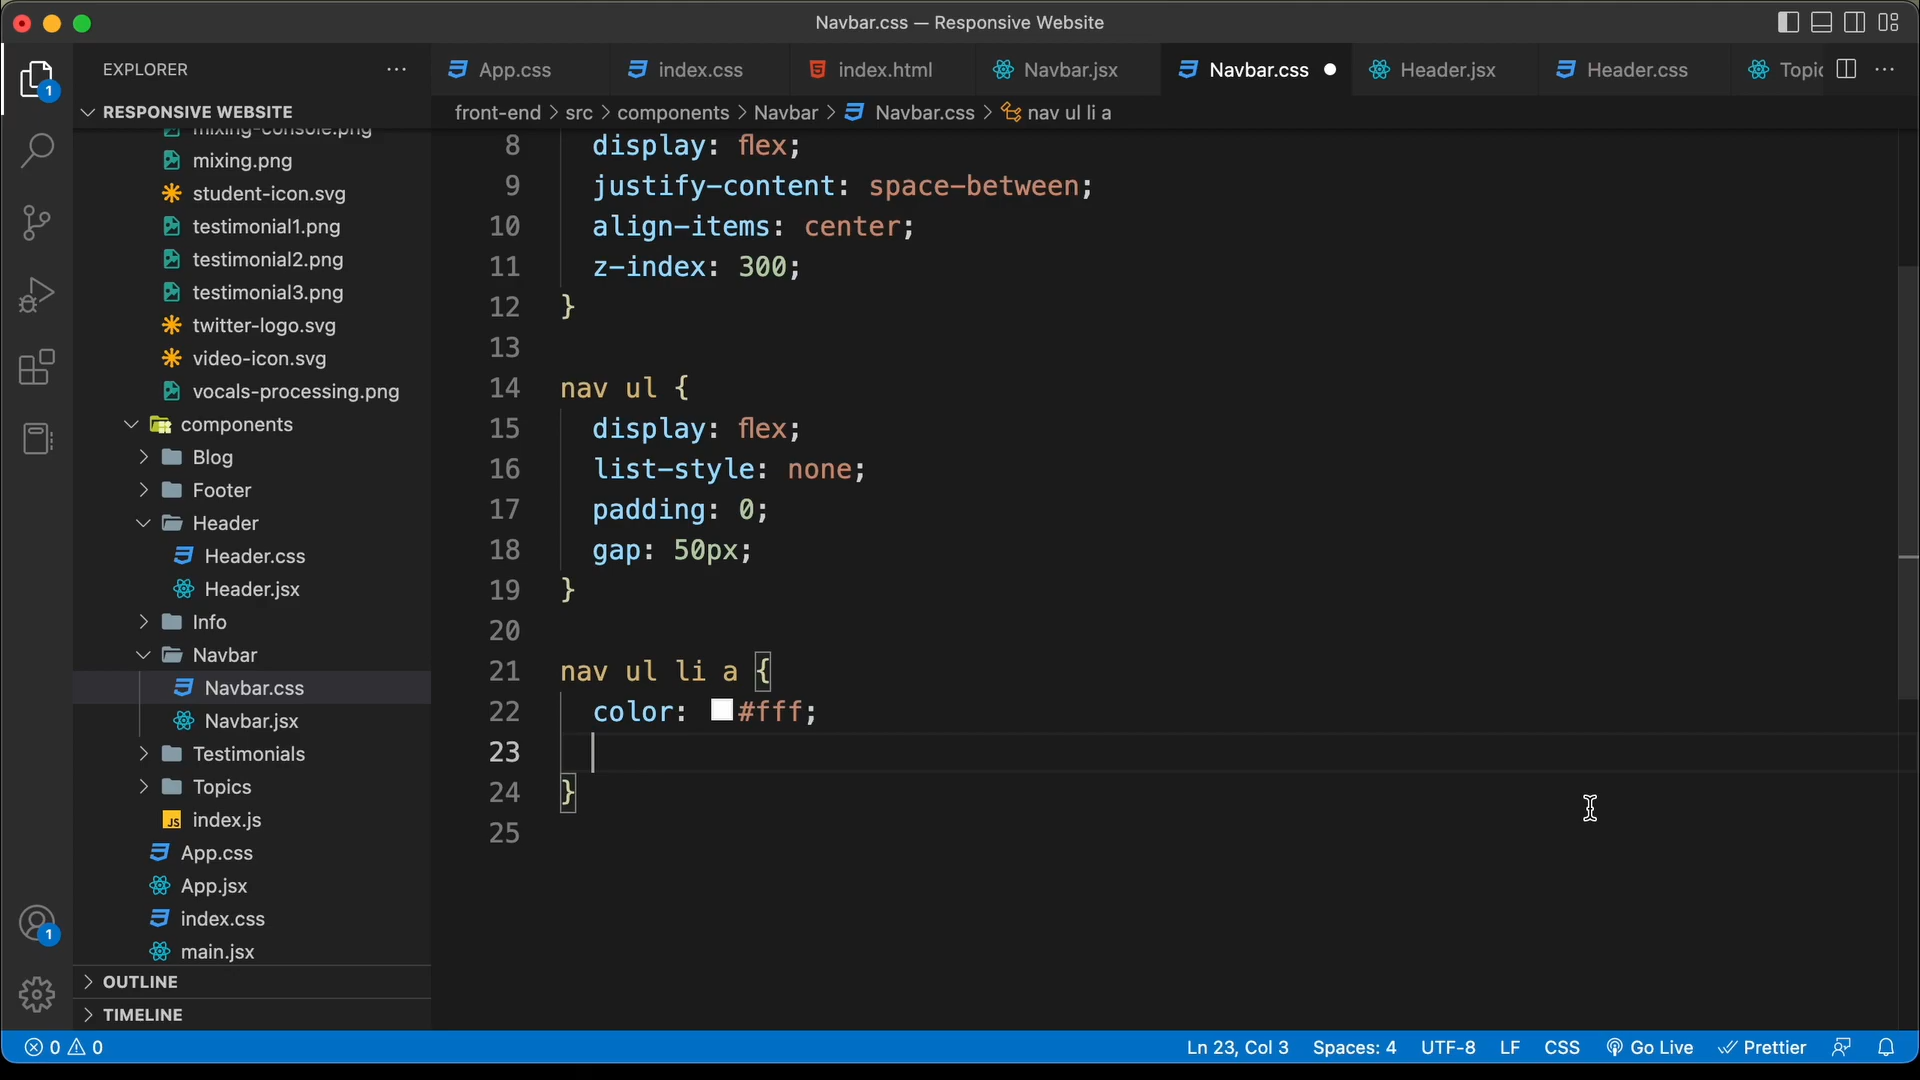 Navbar.css — Responsive Website
EXPLORER
App.css
index.css
index.html
Navbar.jsx
Navbar.css
Header.jsx
Header.css
Topic
1
RESPONSIVE WEBSITE
front-end > src > components > Navbar > Navbar.css > nav ul li a
mixing-console.png
mixing.png
student-icon.svg
testimonial1.png
testimonial2.png
testimonial3.png
twitter-logo.svg
video-icon.svg
vocals-processing.png
components
Blog
Footer
Header
Header.css
Header.jsx
Info
Navbar
Navbar.css
Navbar.jsx
Testimonials
Topics
JS index.js
App.css
App.jsx
index.css
main.jsx
OUTLINE
TIMELINE
1
8 display: flex;
9 justify-content: space-between;
10 align-items: center;
11 z-index: 300;
12 }
13
14 nav ul {
15 display: flex;
16 list-style: none;
17 padding: 0;
18 gap: 50px;
19 }
20
21 nav ul li a {
22 color: #fff;
23
24 }
25
0 0
Ln 23, Col 3
Spaces: 4
UTF-8
LF
CSS
Go Live
Prettier